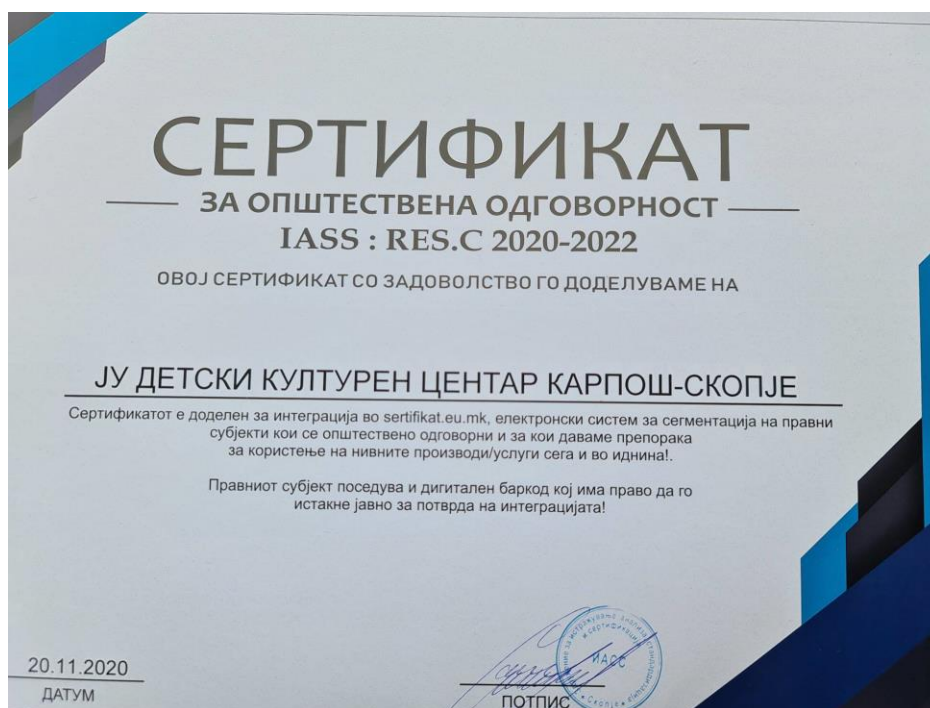 СЕРТИФИКАТ
ЗА ОПШТЕСТВЕНА ОДГОВОРНОСТ
IASS : RES.C 2020-2022
ОВОЈ СЕРТИФИКАТ СО ЗАДОВОЛСТВО ГО ДОДЕЛУВАМЕ НА
ЈУ ДЕТСКИ КУЛТУРЕН ЦЕНТАР КАРПОШ-СКОПЈЕ
Сертификатот е доделен за интеграција во sertifikat.eu.mk, електронски систем за сегментација на правни
субјекти кои се општествено одговорни и за кои даваме препорака
за користење на нивните производи/услуги сега и во иднина!.
Правниот субјект поседува и дигитален баркод кој има право да го
истакне јавно за потврда на интеграцијата!
20.11.2020
ДАТУМ
ПОТПИС
ИАСС
Скопје